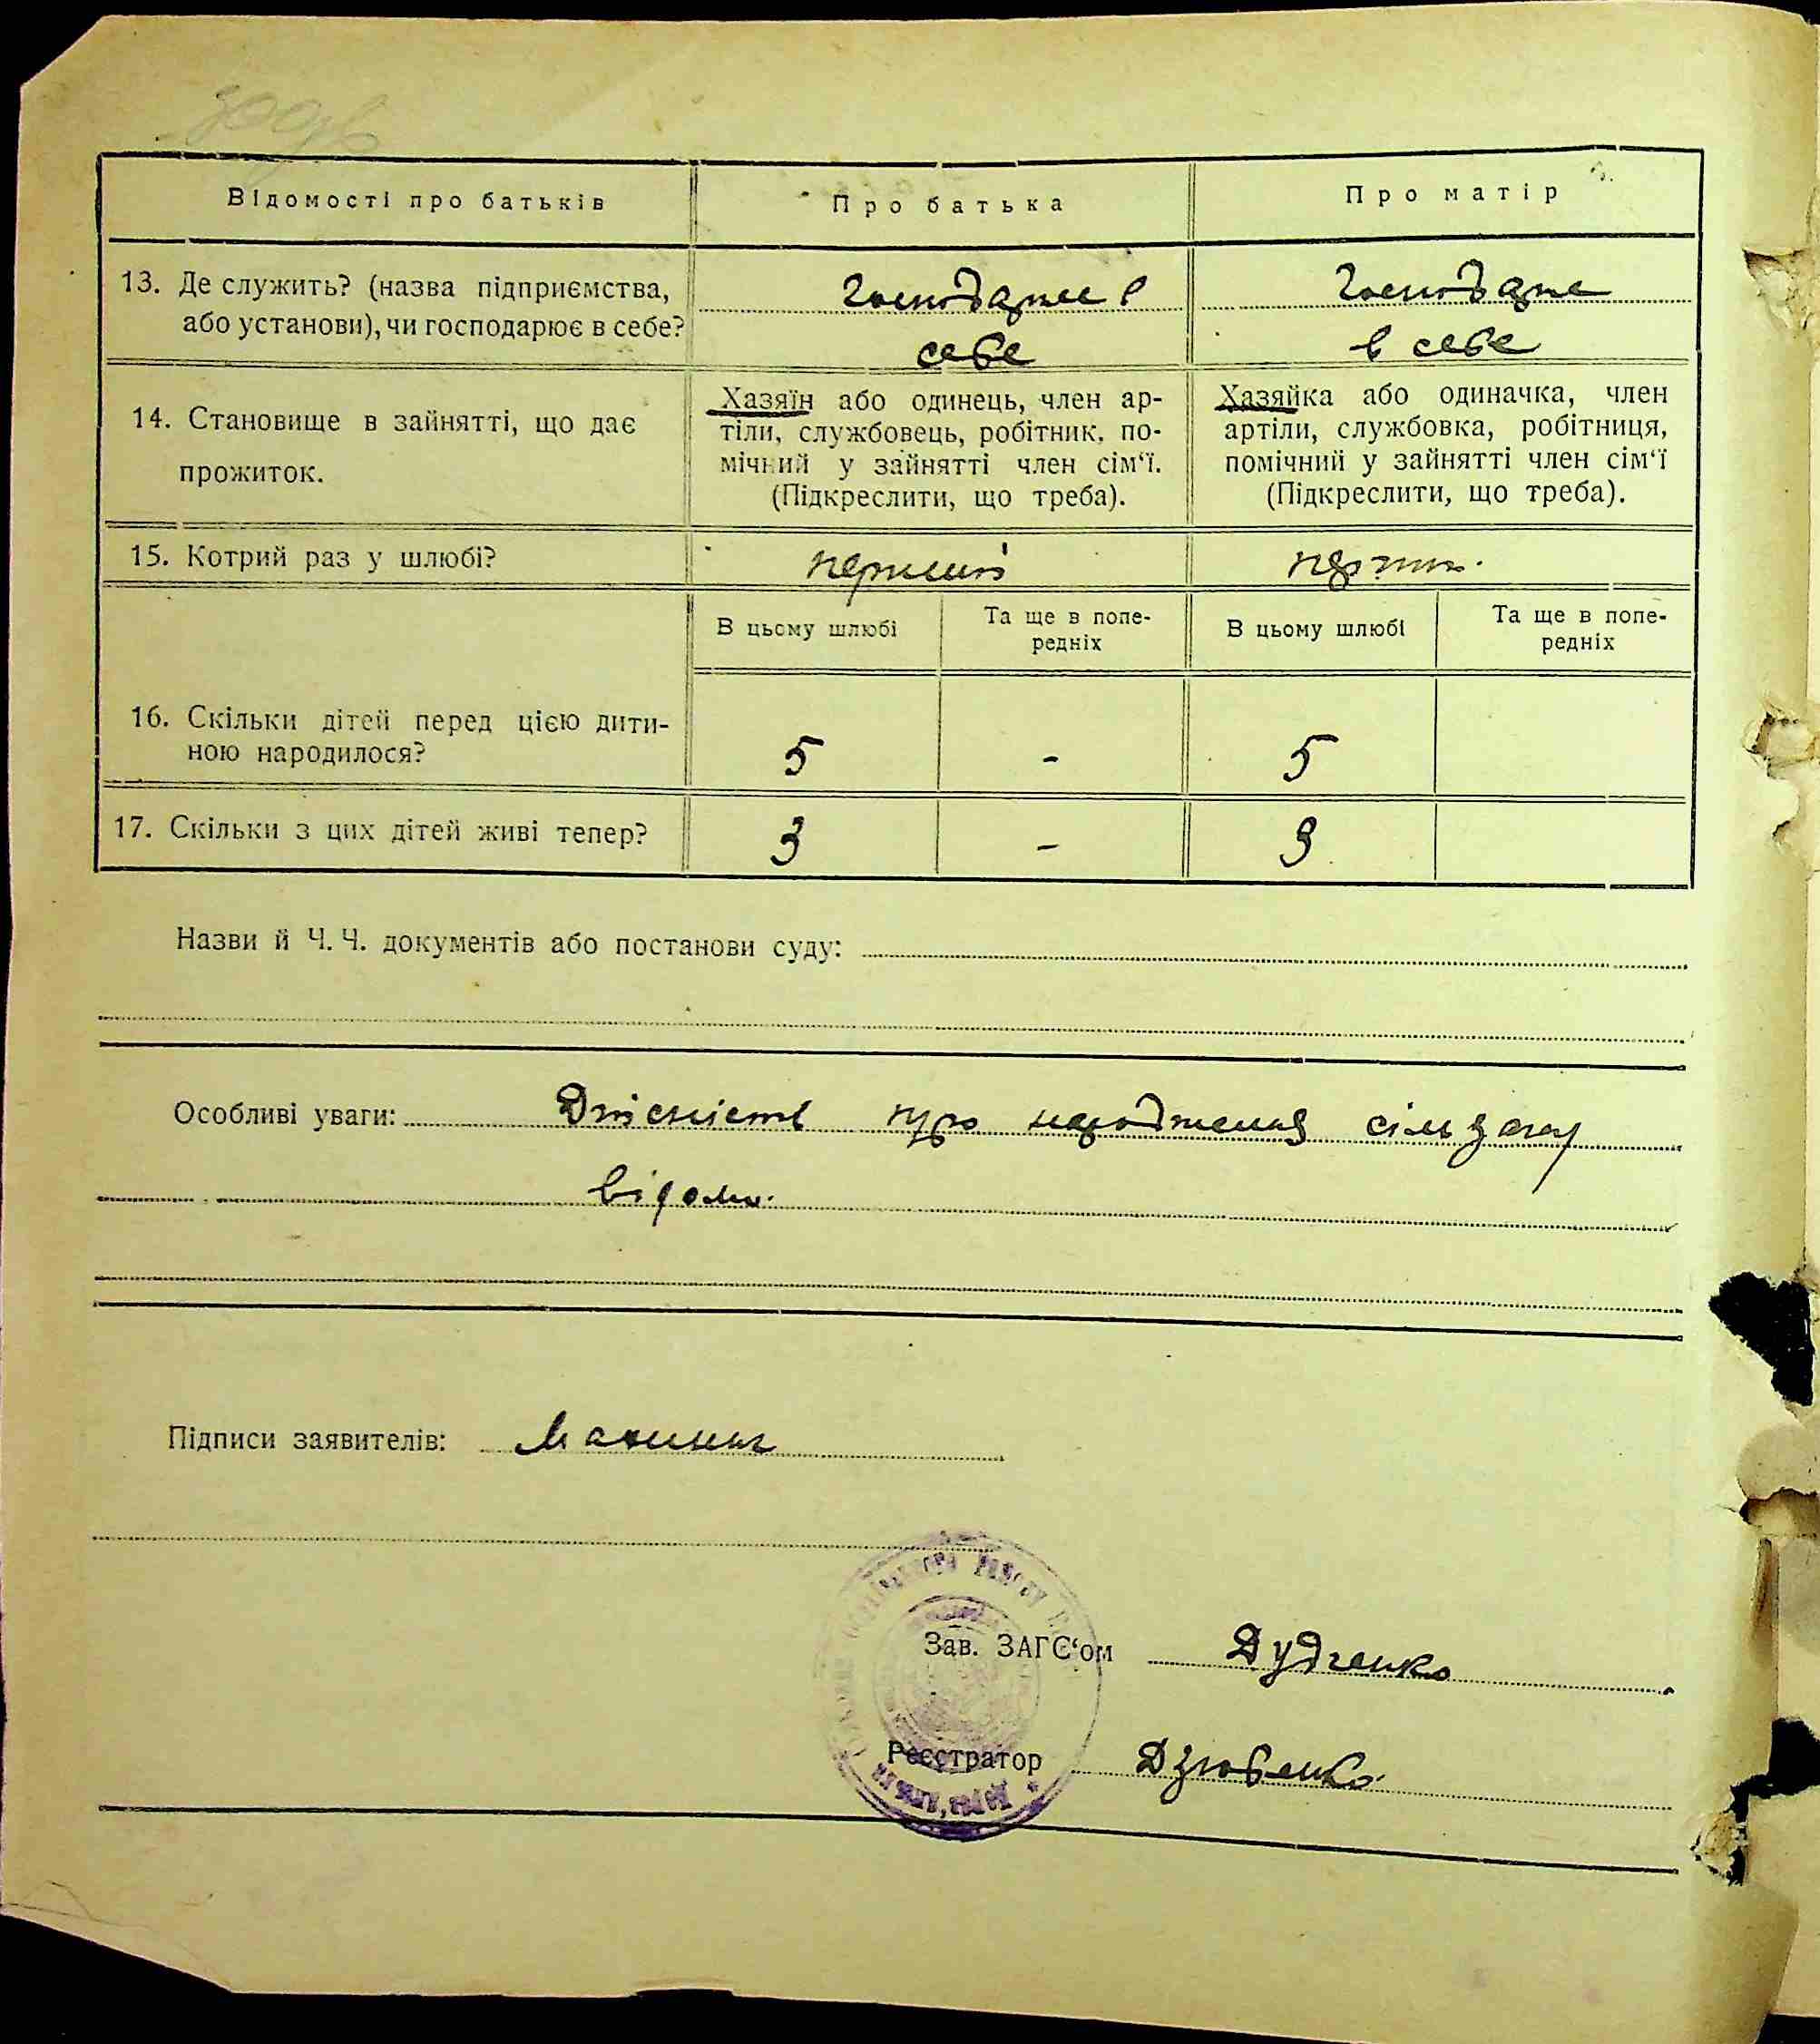 Відомості про батьків
Про батька
Про матір
13. Де служить? (назва підприємства,
або установи), чи господарює в себе?
Господарює в
себе
Господарює
в себе
14. Становище в зайнятті, що дає
прожиток.
Хазяїн або одинець, член ар-
тіли, службовець, робітник, по-
мічний у зайнятті член сім'ї.
(Підкреслити, що треба).
Хазяйка або одиначка, член
артіли, службовка, робітниця,
помічний у зайнятті член сім'ї
(Підкреслити, що треба).
15. Котрий раз у шлюбі?
перший
В цьому шлюбі
Та ще в попе-
редніх
В цьому шлюбі
Та ще в попе-
редніх
16. Скільки дітей перед цією дити-
ною народилося?
5
-
5
17. Скільки з цих дітей живі тепер?
3
-
3
Назви й Ч. Ч. документів або постанови суду:
Особливі уваги: Дійсність про народження сільзагсу
відомо.
Підписи заявителів:
Зав. ЗАГС'ом Дудченко
Реєстратор Дзюбенко